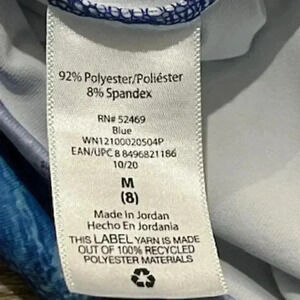 92% Polyester/Poliéster
8% Spandex
RN# 52469
Blue
WN12100020504P
EAN/UPC 8 8496821186
10/20
M
(8)
Made in Jordan
Hecho En Jordania
THIS LABEL YARN IS MADE
OUT OF 100% RECYCLED
POLYESTER MATERIALS